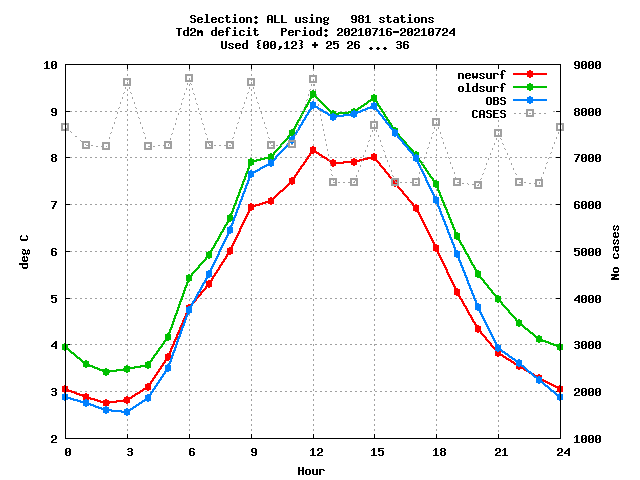 Selection: ALL using   981 stations
Td2m deficit   Period: 20210716-20210724
Used {00,12} + 25 26 ... 36
10 9000
newsurf
oldsurf
OBS
CASES
9 8000
8 7000
7 6000
deg C
No cases
6 5000
5 4000
4 3000
3 2000
2 1000
0 3 6 9 12 15 18 21 24
Hour